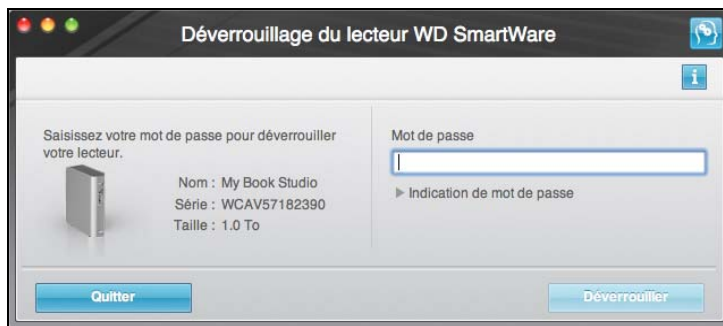 Déverrouillage du lecteur WD SmartWare
i
Saisissez votre mot de passe pour déverrouiller
votre lecteur.
Nom : My Book Studio
Série : WCAV57182390
Taille : 1.0 To
Mot de passe
Indication de mot de passe
Quitter
Déverrouiller